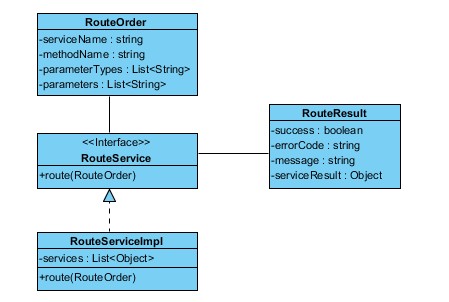 RouteOrder
-serviceName : string
-methodName : string
-parameterTypes : List<String>
-parameters : List<String>
<<Interface>>
RouteService
+route(RouteOrder)
RouteResult
-success : boolean
-errorCode : string
-message : string
-serviceResult : Object
RouteServiceImpl
-services : List<Object>
+route(RouteOrder)